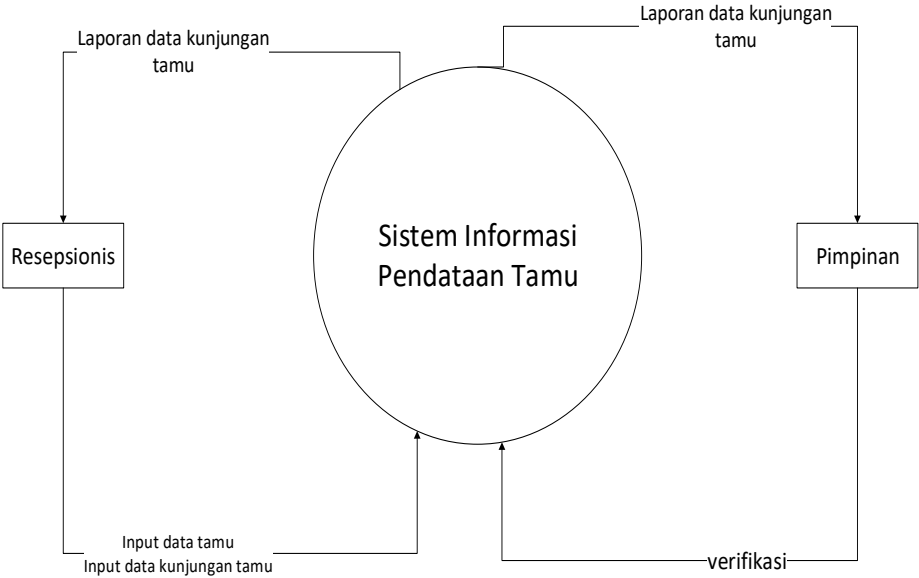 Laporan data kunjungan
tamu
Laporan data kunjungan
tamu
Resepsionis
Sistem Informasi
Pendataan Tamu
Pimpinan
Input data tamu
Input data kunjungan tamu
verifikasi